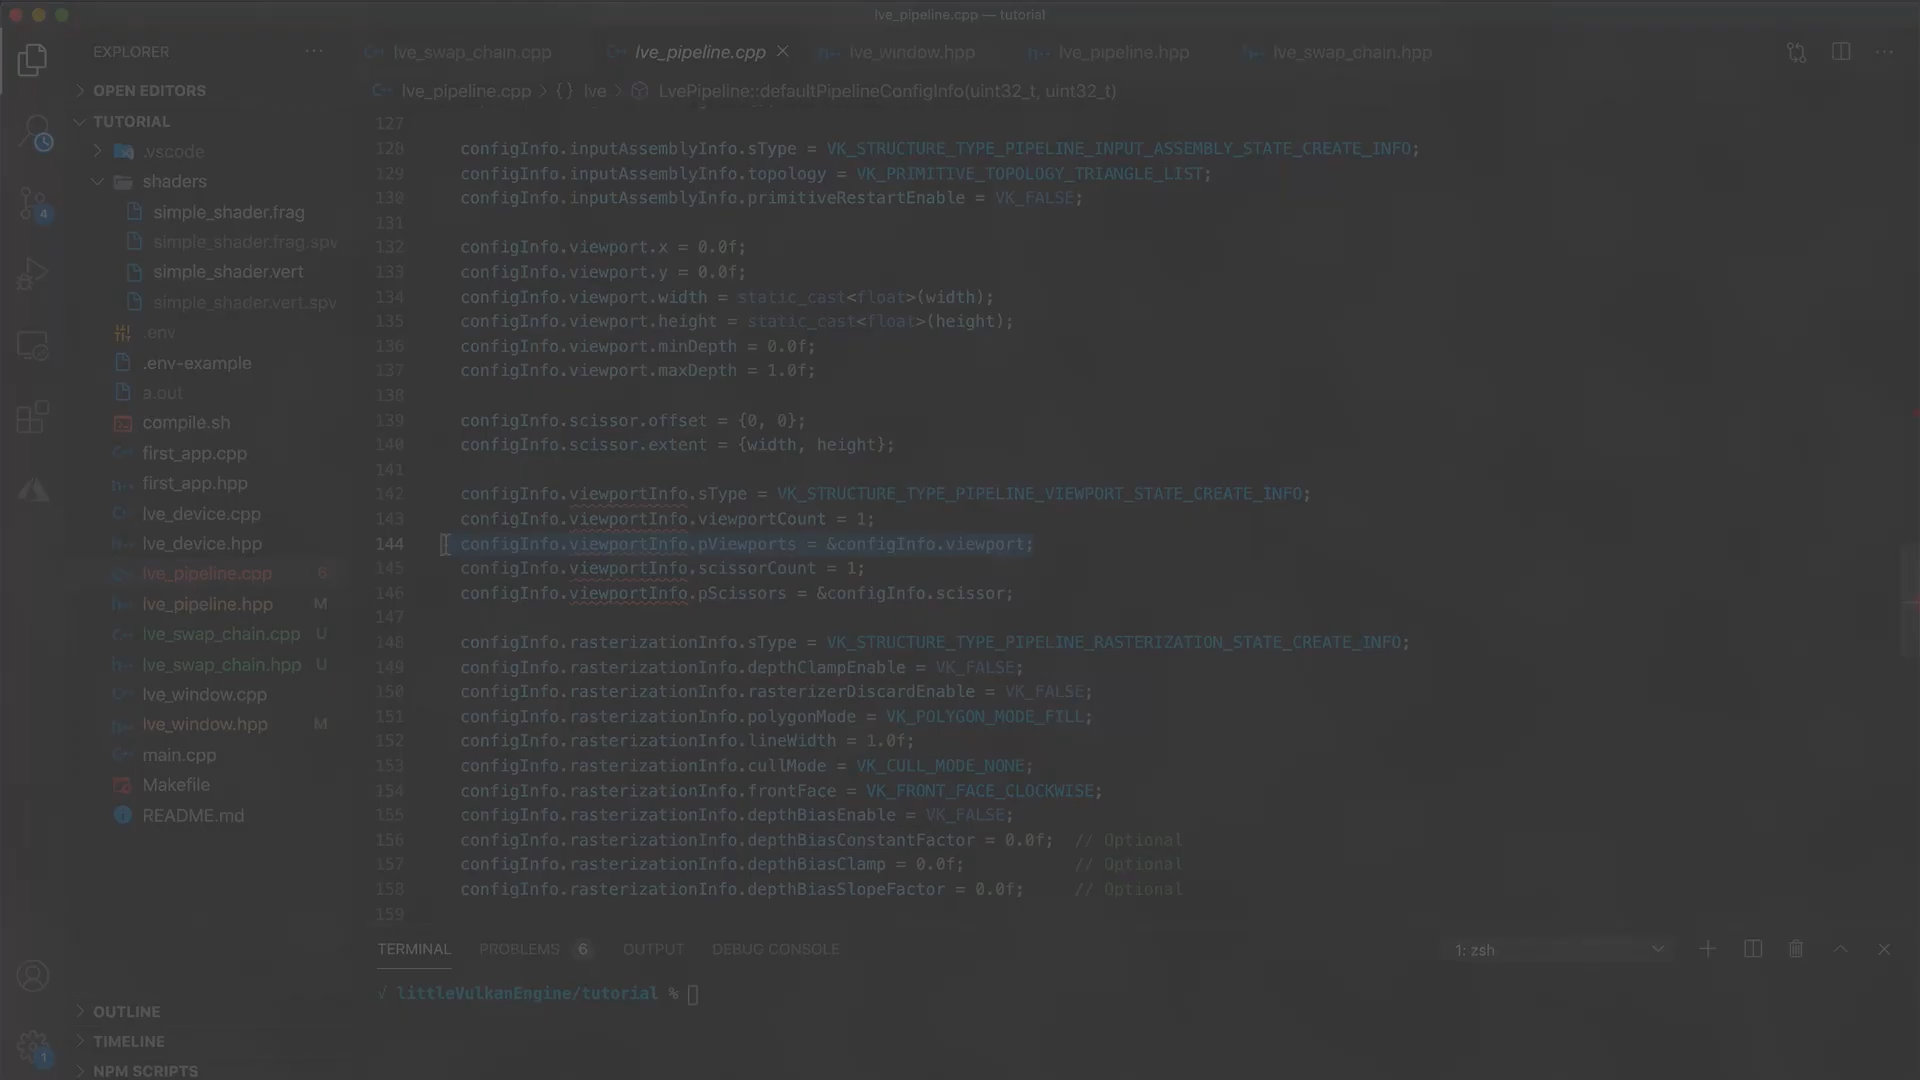 lve_pipeline.cpp — tutorial
EXPLORER
lve_swap_chain.cpp
lve_pipeline.cpp
lve_window.hpp
lve_pipeline.hpp
lve_swap_chain.hpp
OPEN EDITORS
lve_pipeline.cpp > {} lve > LvePipeline::defaultPipelineConfigInfo(uint32_t, uint32_t)
TUTORIAL
.vscode
shaders
simple_shader.frag
simple_shader.frag.spv
simple_shader.vert
simple_shader.vert.spv
.env
.env-example
a.out
compile.sh
first_app.cpp
first_app.hpp
lve_device.cpp
lve_device.hpp
lve_pipeline.cpp 6
lve_pipeline.hpp M
lve_swap_chain.cpp U
lve_swap_chain.hpp U
lve_window.cpp
lve_window.hpp M
main.cpp
Makefile
README.md
OUTLINE
TIMELINE
NPM SCRIPTS
4
1
127
128 configInfo.inputAssemblyInfo.sType = VK_STRUCTURE_TYPE_PIPELINE_INPUT_ASSEMBLY_STATE_CREATE_INFO;
129 configInfo.inputAssemblyInfo.topology = VK_PRIMITIVE_TOPOLOGY_TRIANGLE_LIST;
130 configInfo.inputAssemblyInfo.primitiveRestartEnable = VK_FALSE;
131
132 configInfo.viewport.x = 0.0f;
133 configInfo.viewport.y = 0.0f;
134 configInfo.viewport.width = static_cast<float>(width);
135 configInfo.viewport.height = static_cast<float>(height);
136 configInfo.viewport.minDepth = 0.0f;
137 configInfo.viewport.maxDepth = 1.0f;
138
139 configInfo.scissor.offset = {0, 0};
140 configInfo.scissor.extent = {width, height};
141
142 configInfo.viewportInfo.sType = VK_STRUCTURE_TYPE_PIPELINE_VIEWPORT_STATE_CREATE_INFO;
143 configInfo.viewportInfo.viewportCount = 1;
144 configInfo.viewportInfo.pViewports = &configInfo.viewport;
145 configInfo.viewportInfo.scissorCount = 1;
146 configInfo.viewportInfo.pScissors = &configInfo.scissor;
147
148 configInfo.rasterizationInfo.sType = VK_STRUCTURE_TYPE_PIPELINE_RASTERIZATION_STATE_CREATE_INFO;
149 configInfo.rasterizationInfo.depthClampEnable = VK_FALSE;
150 configInfo.rasterizationInfo.rasterizerDiscardEnable = VK_FALSE;
151 configInfo.rasterizationInfo.polygonMode = VK_POLYGON_MODE_FILL;
152 configInfo.rasterizationInfo.lineWidth = 1.0f;
153 configInfo.rasterizationInfo.cullMode = VK_CULL_MODE_NONE;
154 configInfo.rasterizationInfo.frontFace = VK_FRONT_FACE_CLOCKWISE;
155 configInfo.rasterizationInfo.depthBiasEnable = VK_FALSE;
156 configInfo.rasterizationInfo.depthBiasConstantFactor = 0.0f; // Optional
157 configInfo.rasterizationInfo.depthBiasClamp = 0.0f; // Optional
158 configInfo.rasterizationInfo.depthBiasSlopeFactor = 0.0f; // Optional
159
TERMINAL PROBLEMS 6 OUTPUT DEBUG CONSOLE
1: zsh
√ littleVulkanEngine/tutorial %